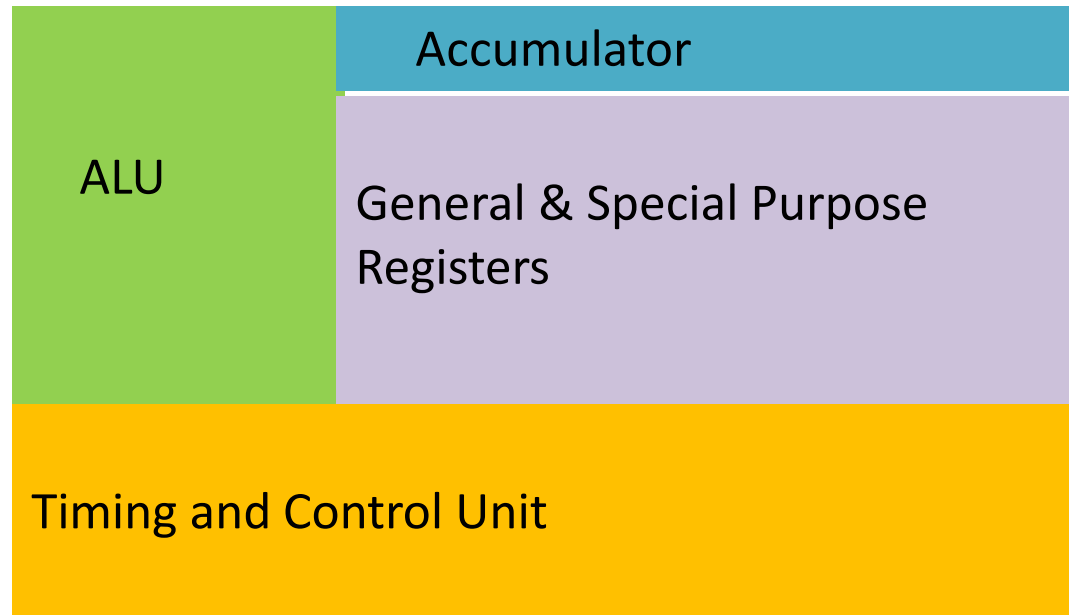 Accumulator
ALU
General & Special Purpose
Registers
Timing and Control Unit